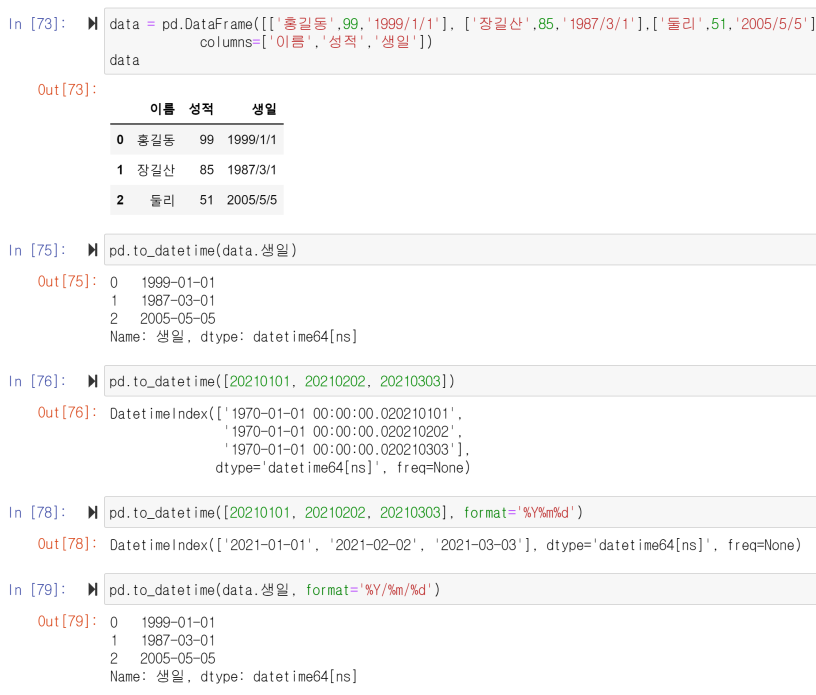 In [73]: data = pd.DataFrame([['홍길동',99,'1999/1/1'], ['장길산',85,'1987/3/1'],['둘리',51,'2005/5/5']
columns=['이름','성적','생일'])
data
Out[73]:
이름 성적 생일
0 홍길동 99 1999/1/1
1 장길산 85 1987/3/1
2 둘리 51 2005/5/5
In [75]: pd.to_datetime(data.생일)
Out[75]: 0 1999-01-01
1 1987-03-01
2 2005-05-05
Name: 생일, dtype: datetime64[ns]
In [76]: pd.to_datetime([20210101, 20210202, 20210303])
Out[76]: DatetimeIndex(['1970-01-01 00:00:00.020210101',
'1970-01-01 00:00:00.020210202',
'1970-01-01 00:00:00.020210303'],
dtype='datetime64[ns]', freq=None)
In [78]: pd.to_datetime([20210101, 20210202, 20210303], format='%Y%m%d')
Out[78]: DatetimeIndex(['2021-01-01', '2021-02-02', '2021-03-03'], dtype='datetime64[ns]', freq=None)
In [79]: pd.to_datetime(data.생일, format='%Y/%m/%d')
Out[79]: 0 1999-01-01
1 1987-03-01
2 2005-05-05
Name: 생일, dtype: datetime64[ns]